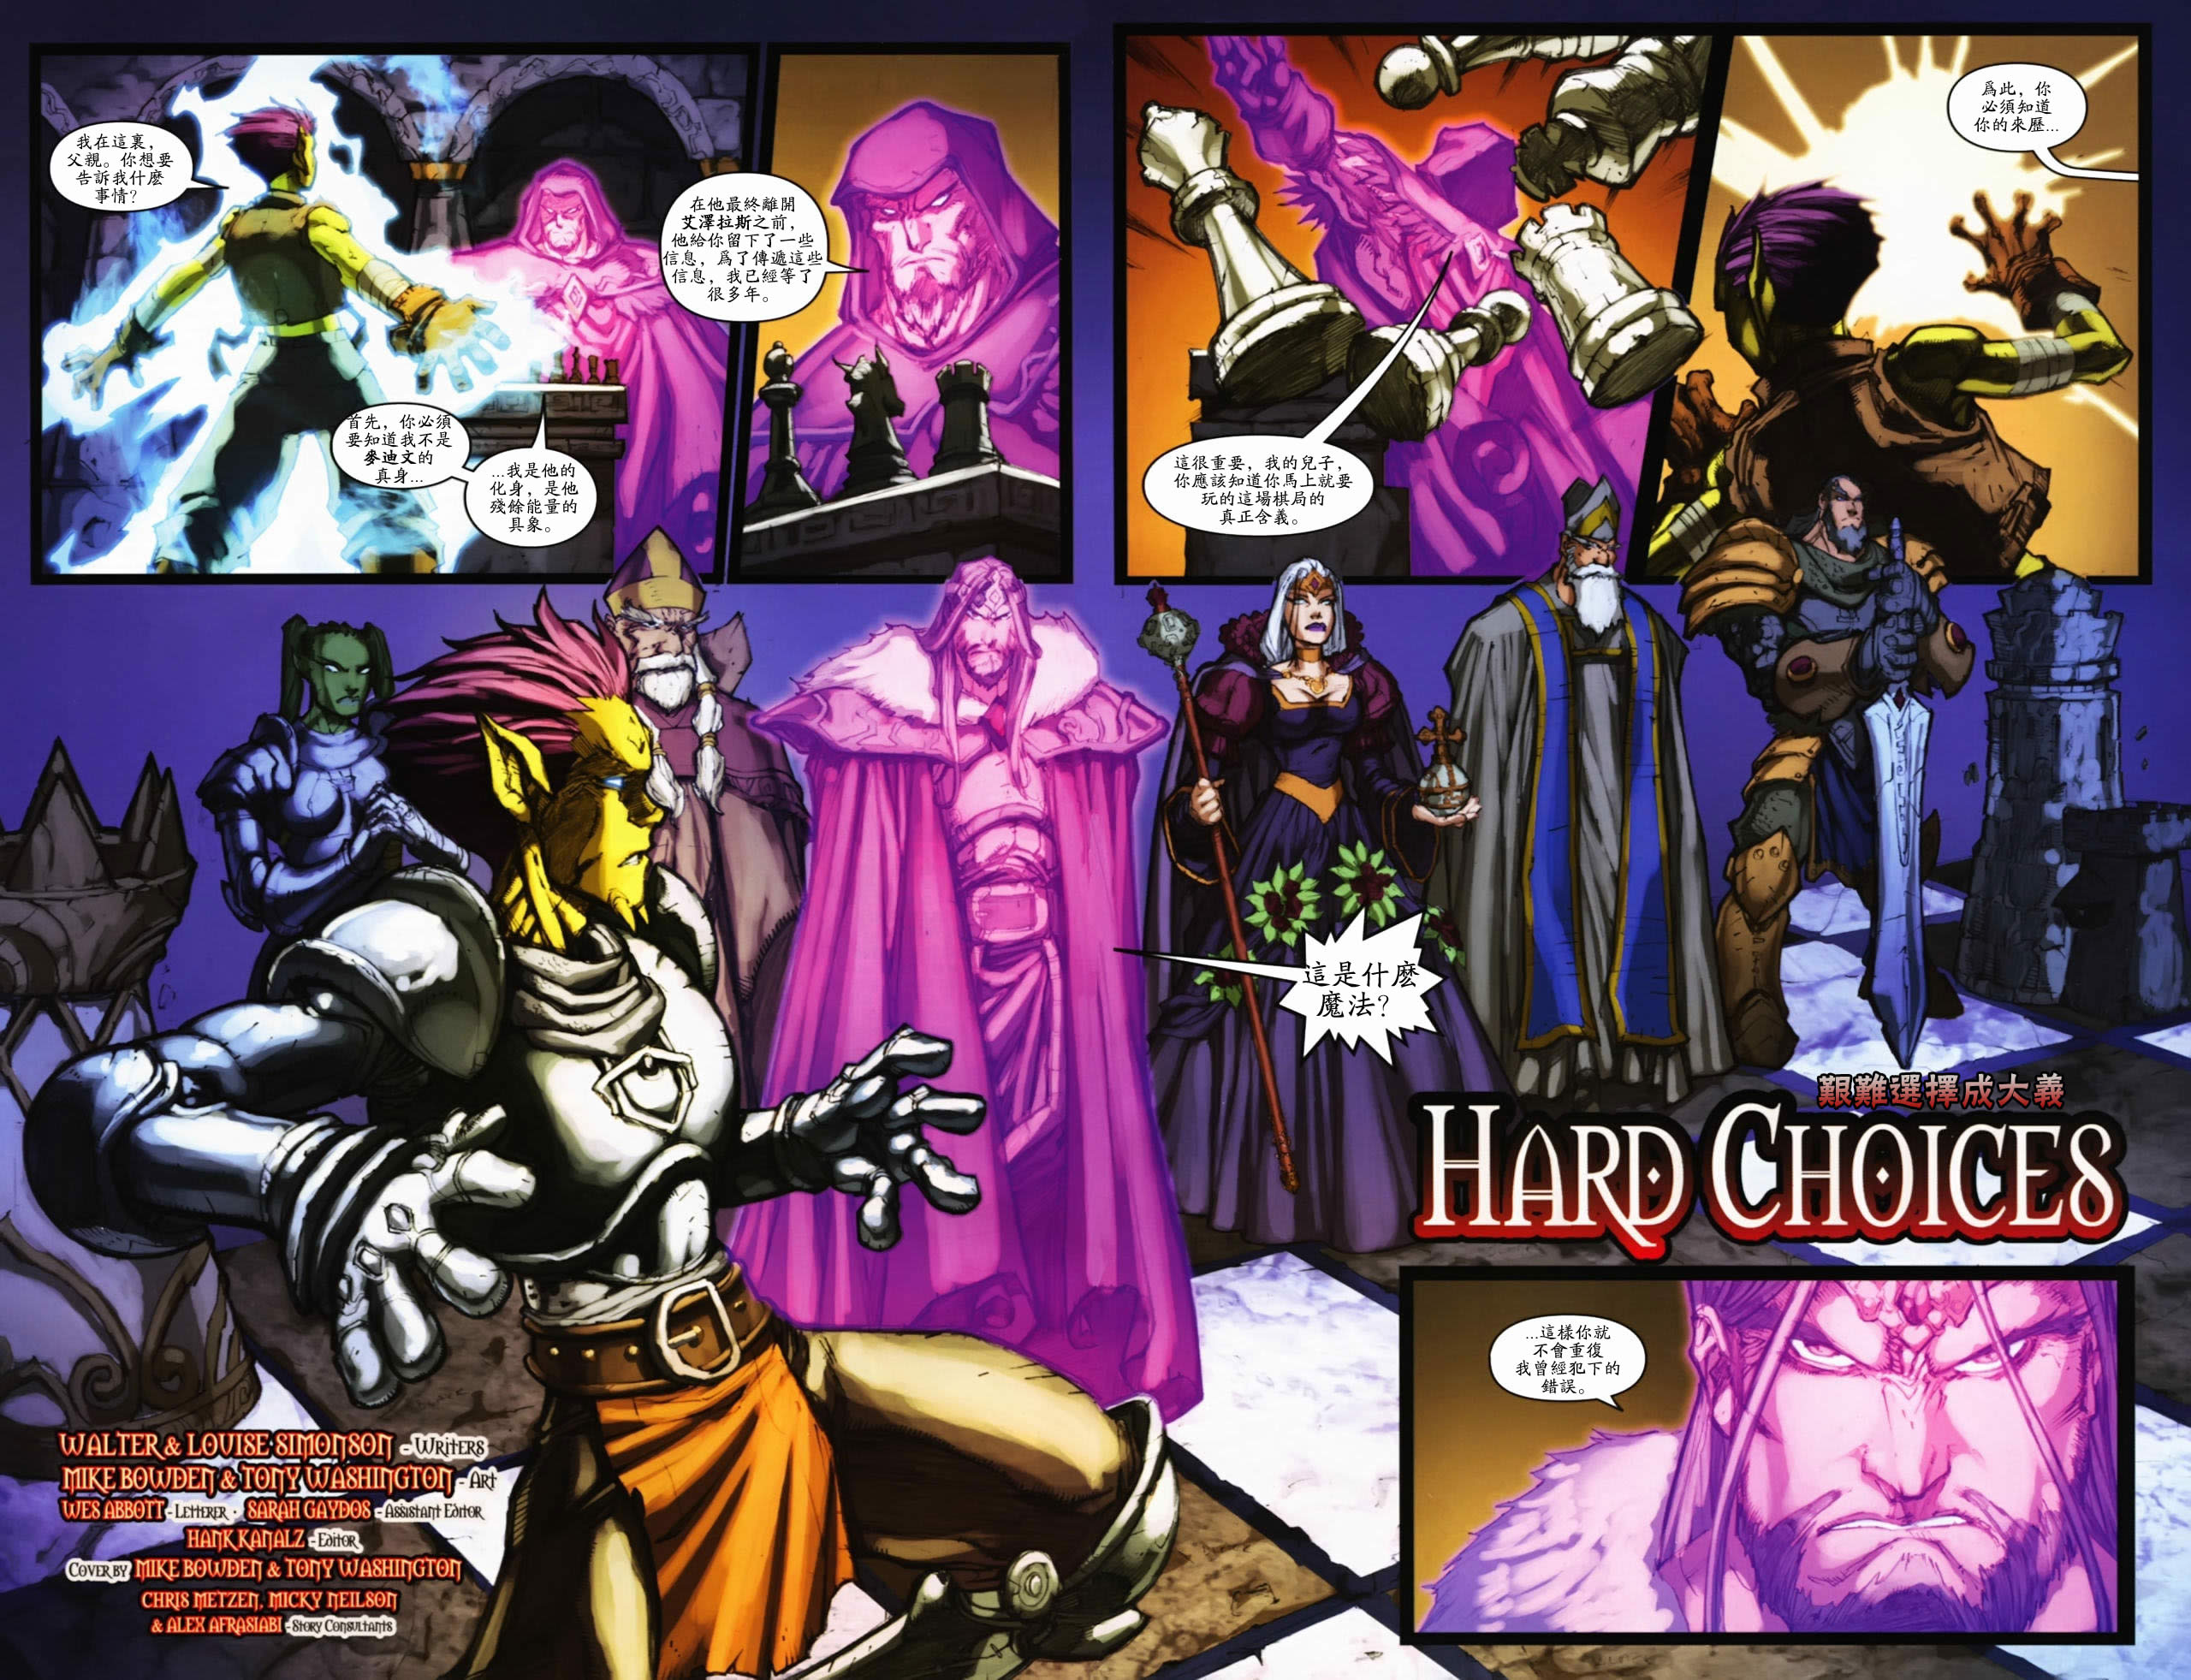 我在這裏，
父親。你想要
告訴我什麽
事情？
首先，你必須
要知道我不是
麥迪文的
真身...
...我是他的
化身，是他
殘餘能量的
具象。
在他最終離開
艾澤拉斯之前，
他給你留下了一些
信息，爲了傳遞這些
信息，我已經等了
很多年。
這很重要，我的兒子，
你應該知道你馬上就要
玩的這場棋局的
真正含義。
爲此，你
必須知道
你的來歷...
這是什麽
魔法？
艱難選擇成大義
HARD CHOICES
...這樣你就
不會重復
我曾經犯下的
錯誤。
WALTER & LOUISE SIMONSON - WRITERS
MIKE BOWDEN & TONY WASHINGTON - ART
WES ABBOTT - LETTERER · SARAH GAYDOS - ASSISTANT EDITOR
HANK KANALZ - EDITOR
COVER BY MIKE BOWDEN & TONY WASHINGTON
CHRIS METZEN, MICKY NEILSON
& ALEX AFRASIABI - STORY CONSULTANTS